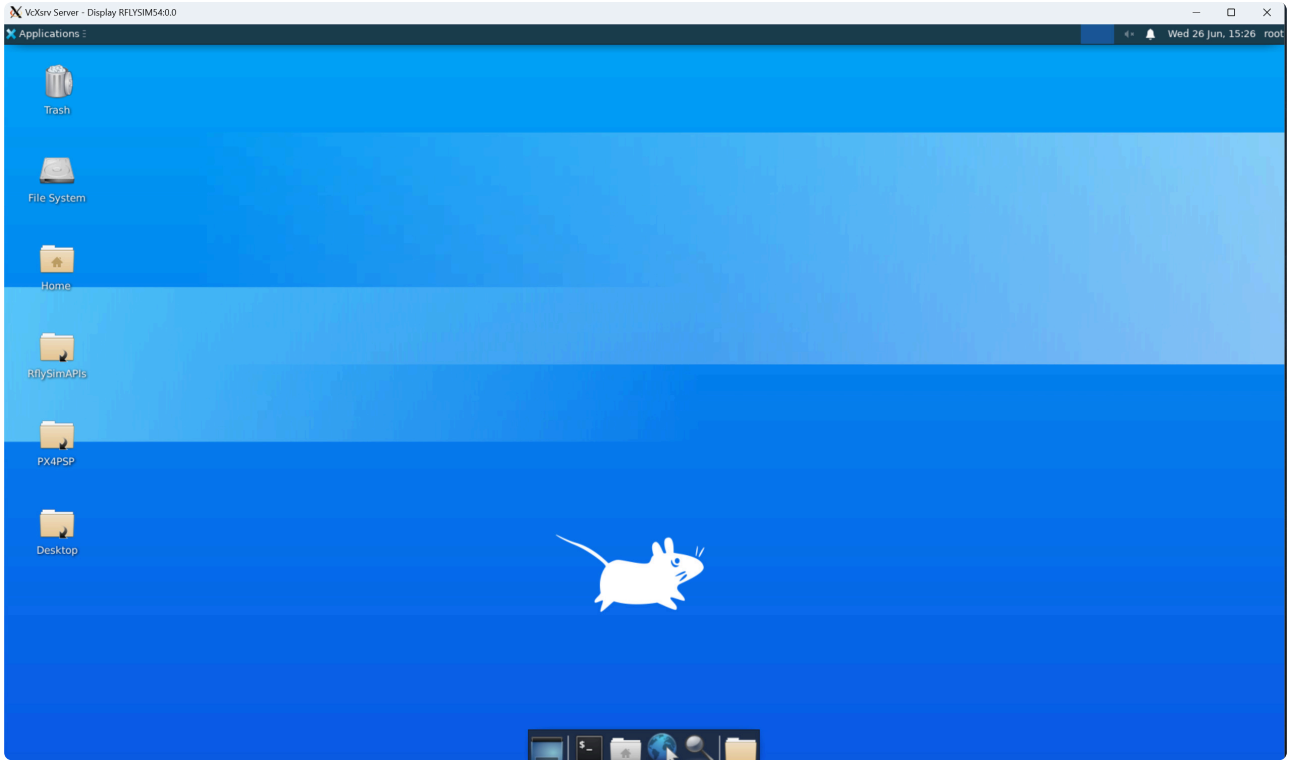 VcXsrv Server - Display RFLYSIM54:0.0
Applications
Wed 26 Jun, 15:26 root
Trash
File System
Home
RflySimAPIs
PX4PSP
Desktop
$_